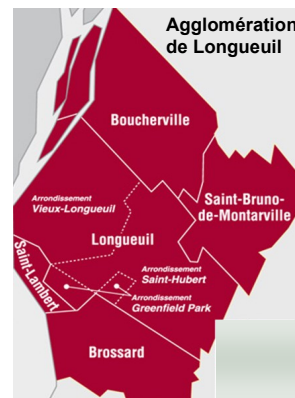 Agglomération
de Longueuil
Boucherville
Arrondissement
Vieux-Longueuil
Saint-Bruno-
de-Montarville
Longueuil
Saint-Lambert
Arrondissement
Saint-Hubert
Arrondissement
Greenfield Park
Brossard